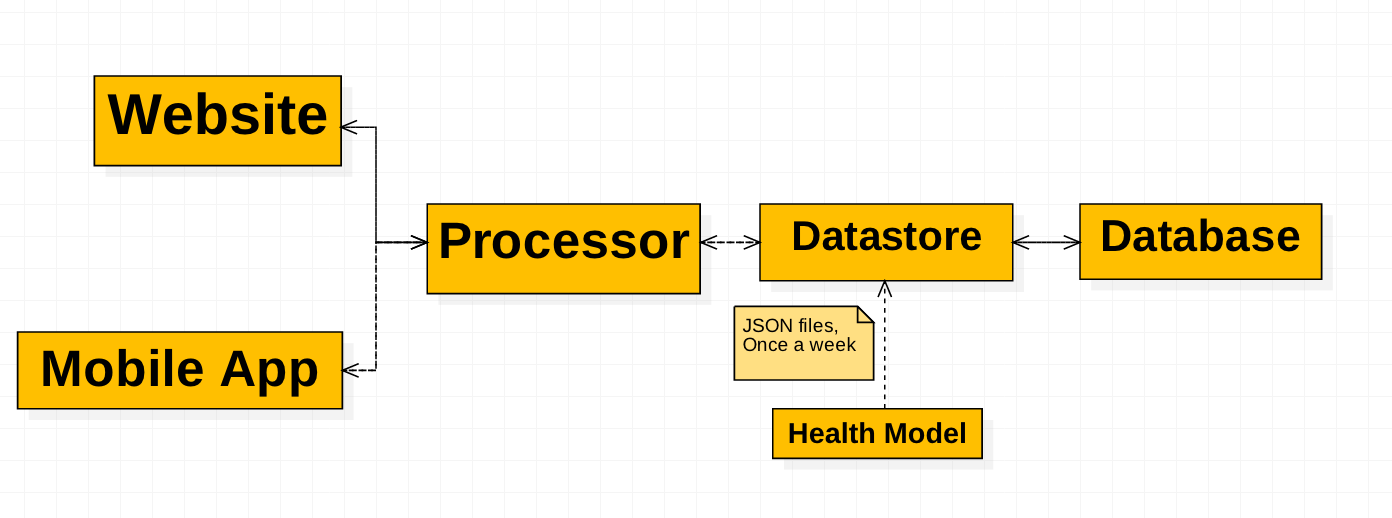 Website
Processor
Datastore
Database
JSON files,
Once a week
Mobile App
Health Model